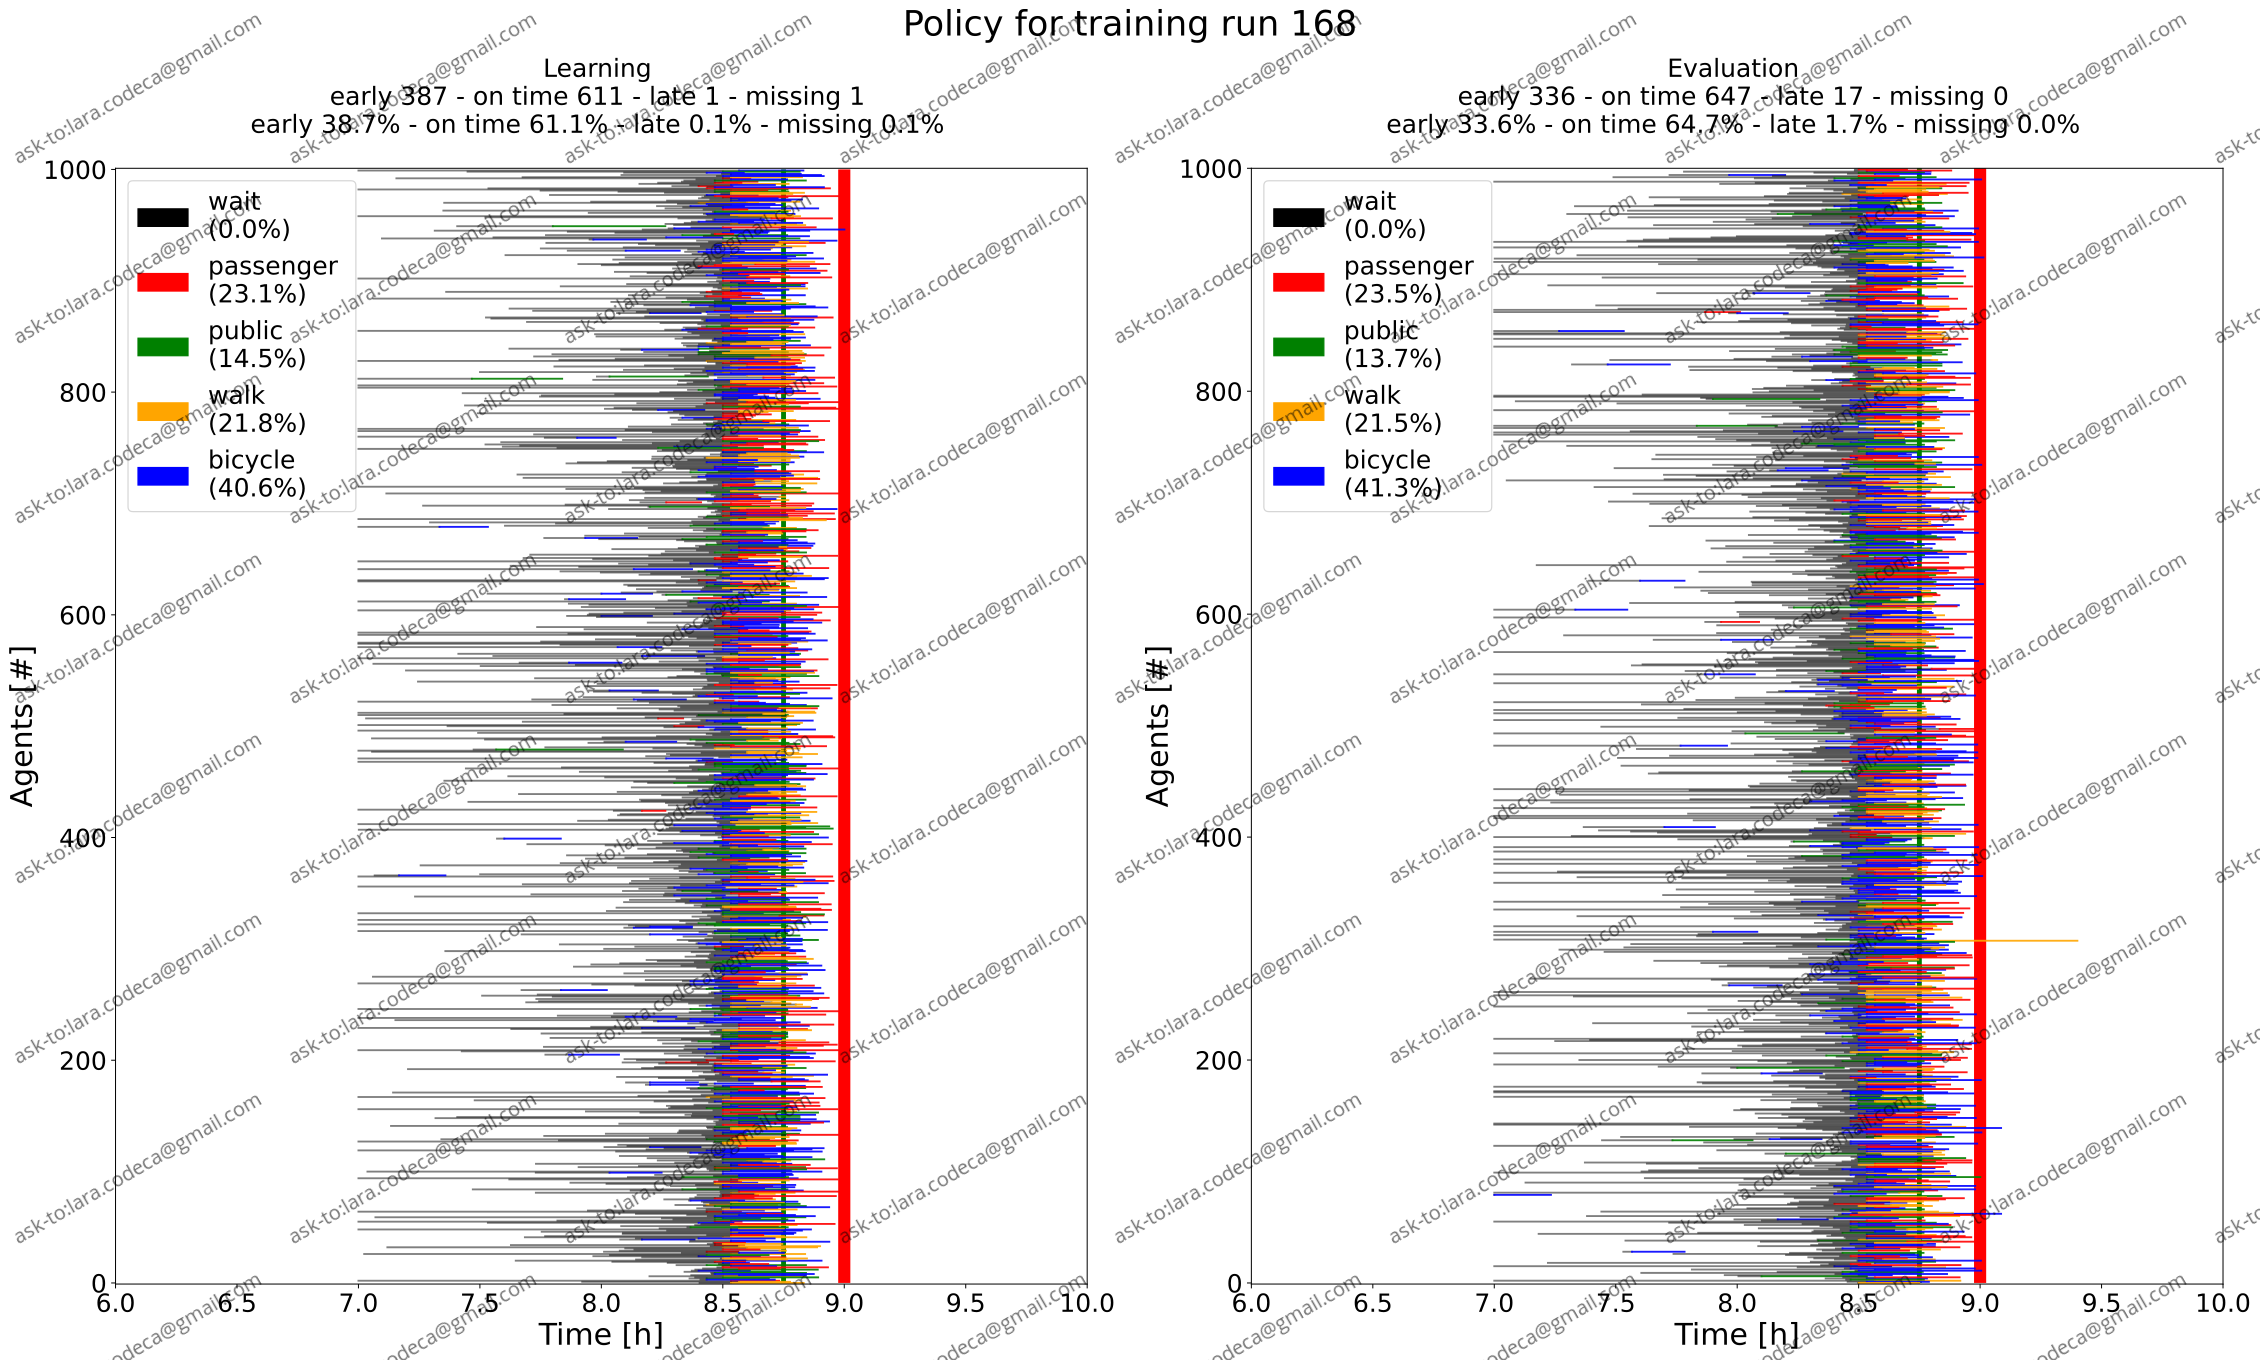 Policy for training run 168
Learning
early 387 - on time 611 - late 1 - missing 1
early 38.7% - on time 61.1% - late 0.1% - missing 0.1%
1000
800
600
400
200
0
Agents [#]
wait
(0.0%)
passenger
(23.1%)
public
(14.5%)
walk
(21.8%)
bicycle
(40.6%)
6.0 6.5 7.0 7.5 8.0 8.5 9.0 9.5 10.0
Time [h]
Evaluation
early 336 - on time 647 - late 17 - missing 0
early 33.6% - on time 64.7% - late 1.7% - missing 0.0%
1000
800
600
400
200
0
Agents [#]
wait
(0.0%)
passenger
(23.5%)
public
(13.7%)
walk
(21.5%)
bicycle
(41.3%)
6.0 6.5 7.0 7.5 8.0 8.5 9.0 9.5 10.0
Time [h]
ask-to:lara.codeca@gmail.com